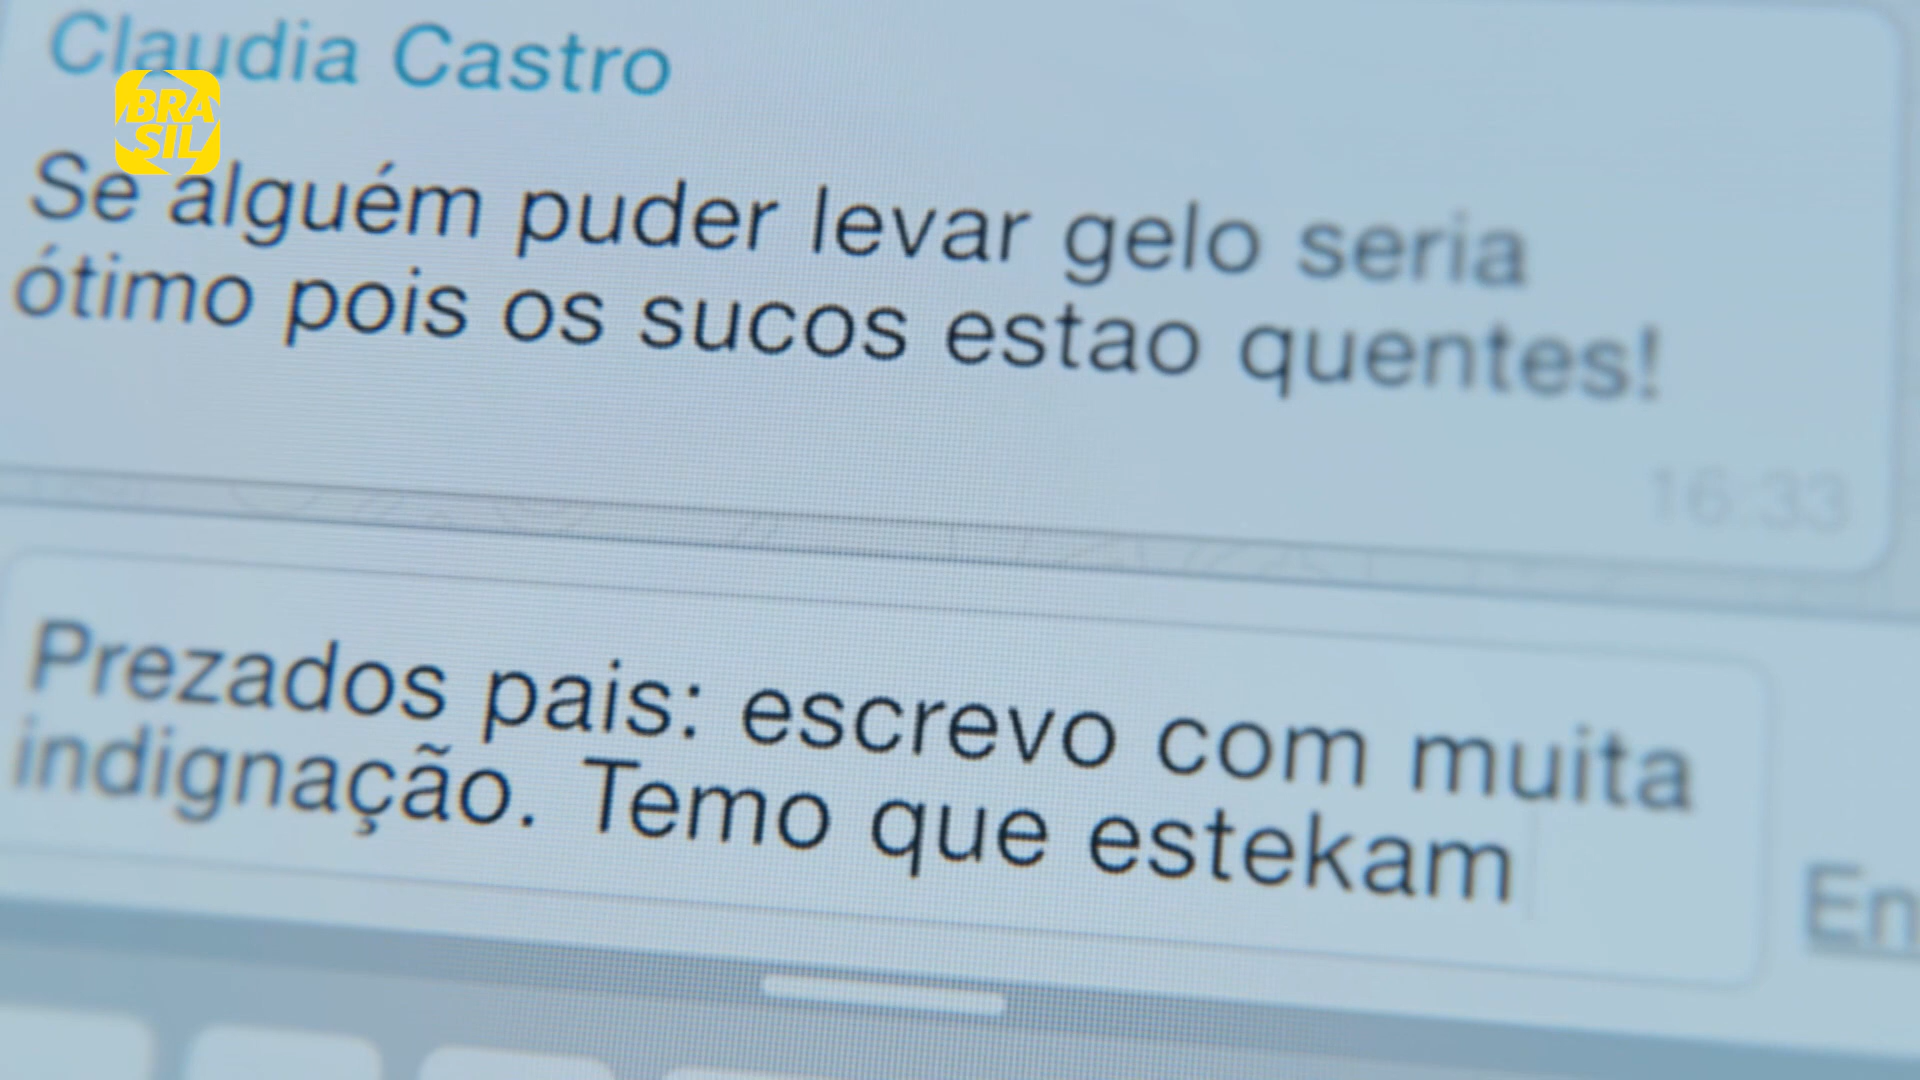 Claudia Castro
BRA
SIL
Se alguém puder levar gelo seria
ótimo pois os sucos estao quentes!
16:33
Prezados pais: escrevo com muita
indignação. Temo que estekam
En